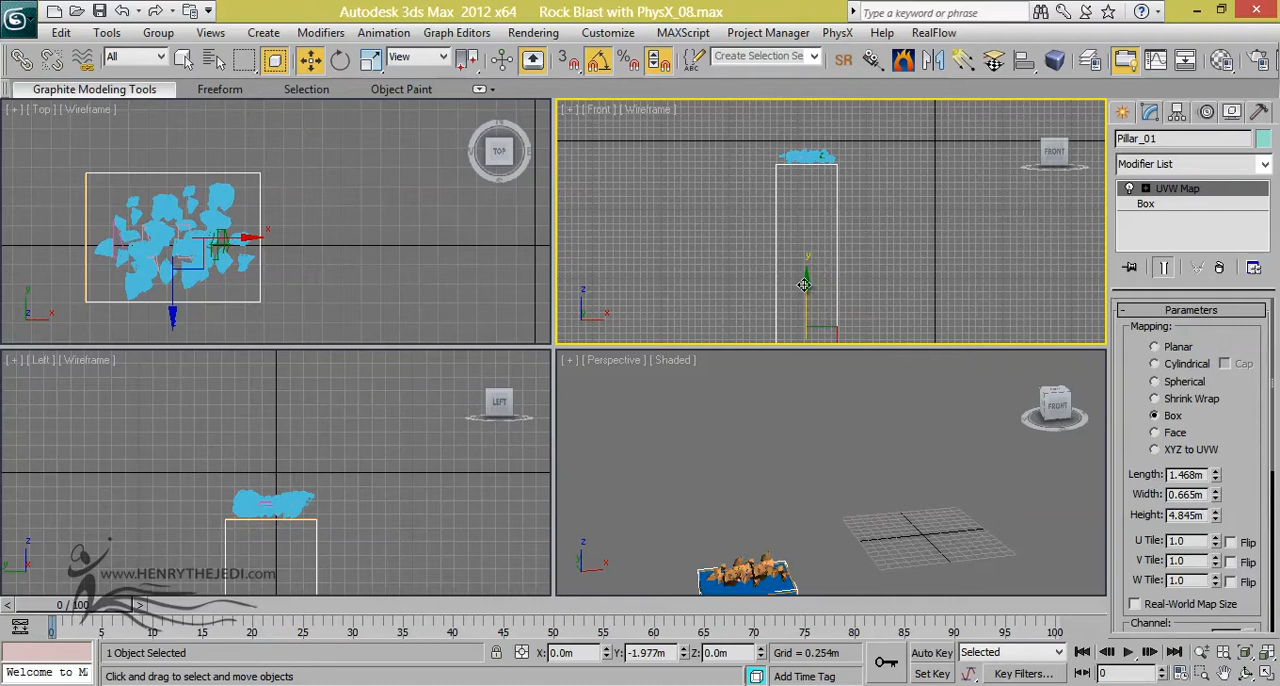 Autodesk 3ds Max 2012 x64 Rock Blast with PhysX_08.max
Type a keyword or phrase
Edit Tools Group Views Create Modifiers Animation Graph Editors Rendering Customize MAXScript Project Manager PhysX Help RealFlow
All View 3 Create Selection Se SR
Graphite Modeling Tools Freeform Selection Object Paint
[ + ] [ Top ] [ Wireframe ]
TOP
[ + ] [ Front ] [ Wireframe ]
FRONT
[ + ] [ Left ] [ Wireframe ]
LEFT
[ + ] [ Perspective ] [ Shaded ]
FRONT
www.HENRYTHEJEDI.com
Pillar_01
Modifier List
UVW Map
Box
Parameters
Mapping:
Planar
Cylindrical Cap
Spherical
Shrink Wrap
Box
Face
XYZ to UVW
Length: 1.468m
Width: 0.665m
Height: 4.845m
U Tile: 1.0 Flip
V Tile: 1.0 Flip
W Tile: 1.0 Flip
Real-World Map Size
Channel:
0 / 100
0 5 10 15 20 25 30 35 40 45 50 55 60 65 70 75 80 85 90 95 100
1 Object Selected X: 0.0m Y: -1.977m Z: 0.0m Grid = 0.254m Auto Key Selected
Welcome to M Click and drag to select and move objects Add Time Tag Set Key Key Filters... 0